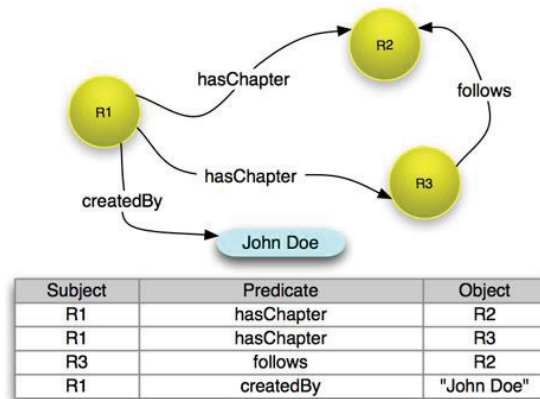 R2
hasChapter
follows
R1
hasChapter
R3
createdBy
John Doe
Subject Predicate Object
R1 hasChapter R2
R1 hasChapter R3
R3 follows R2
R1 createdBy "John Doe"